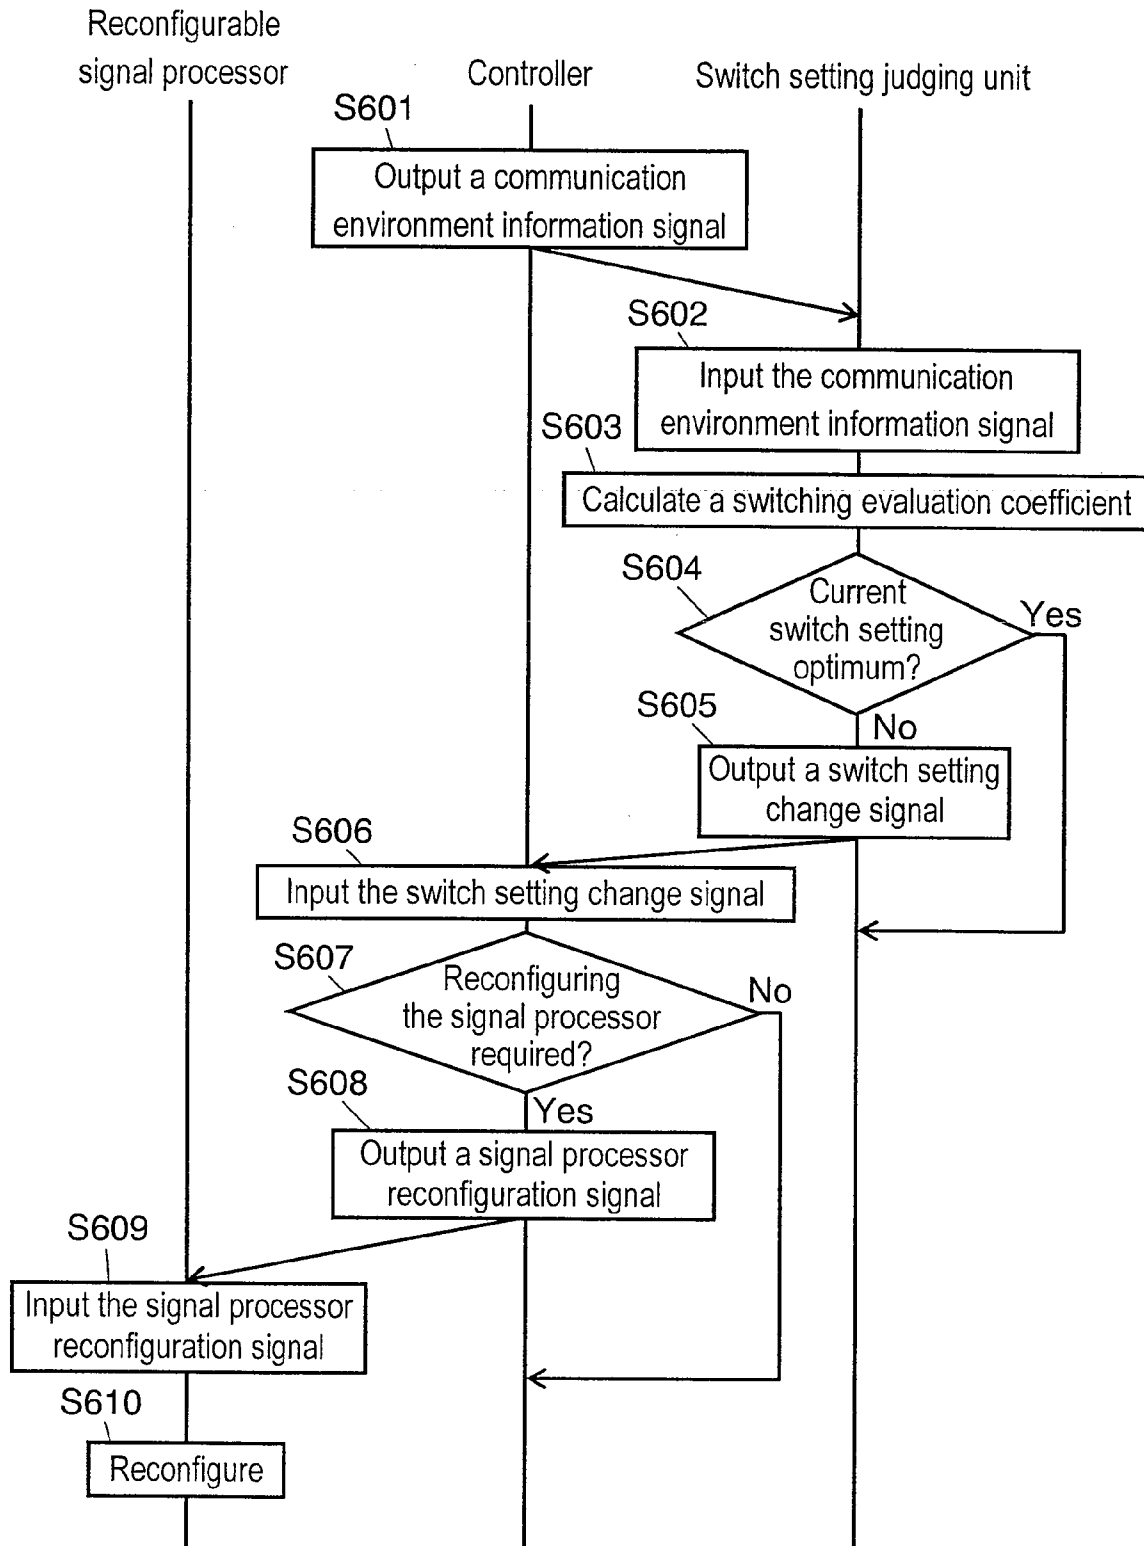 Reconfigurable
signal processor
Controller
Switch setting judging unit
S601
Output a communication
environment information signal
S602
Input the communication
environment information signal
S603
Calculate a switching evaluation coefficient
S604
Current
switch setting
optimum?
Yes
S605
No
Output a switch setting
change signal
S606
Input the switch setting change signal
S607
Reconfiguring
the signal processor
required?
No
S608
Yes
Output a signal processor
reconfiguration signal
S609
Input the signal processor
reconfiguration signal
S610
Reconfigure